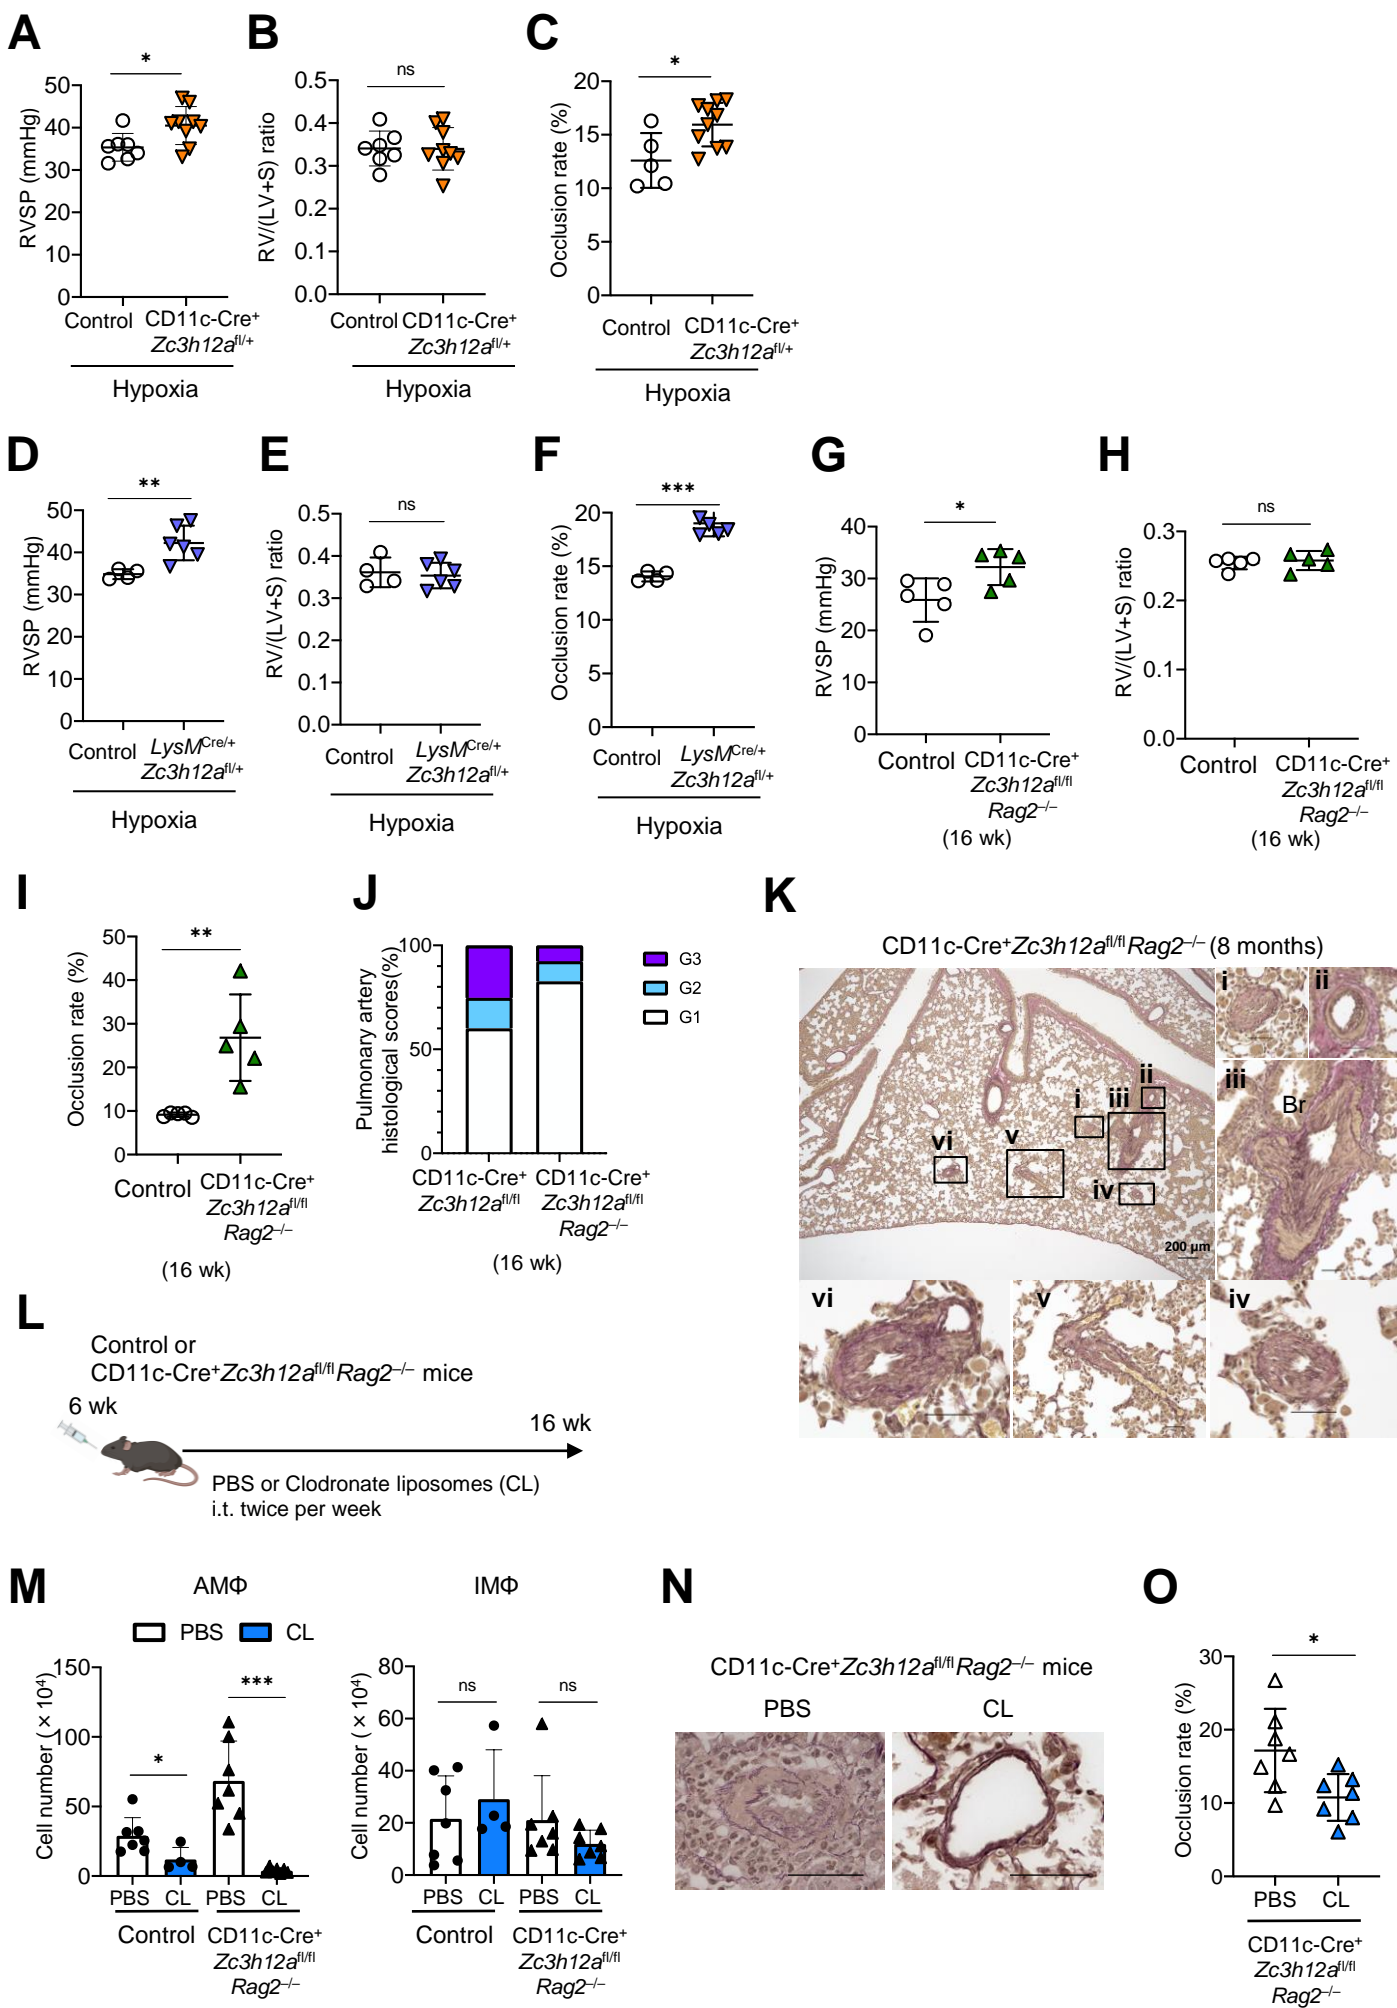 A
*
RVSP (mmHg)
50
40
30
20
10
0
Control
CD11c-Cre+
Zc3h12afl/+
Hypoxia
B
ns
RV/(LV+S) ratio
0.5
0.4
0.3
0.2
0.1
0.0
Control
CD11c-Cre+
Zc3h12afl/+
Hypoxia
C
*
Occlusion rate (%)
20
15
10
5
0
Control
CD11c-Cre+
Zc3h12afl/+
Hypoxia
D
**
RVSP (mmHg)
50
40
30
20
10
0
Control
LysMCre/+
Zc3h12afl/+
Hypoxia
E
ns
RV/(LV+S) ratio
0.5
0.4
0.3
0.2
0.1
0.0
Control
LysMCre/+
Zc3h12afl/+
Hypoxia
F
***
Occlusion rate (%)
20
15
10
5
0
Control
LysMCre/+
Zc3h12afl/+
Hypoxia
G
*
RVSP (mmHg)
40
30
20
10
0
Control
CD11c-Cre+
Zc3h12afl/fl
Rag2–/–
(16 wk)
H
ns
RV/(LV+S) ratio
0.3
0.2
0.1
0.0
Control
CD11c-Cre+
Zc3h12afl/fl
Rag2–/–
(16 wk)
I
**
Occlusion rate (%)
50
40
30
20
10
0
Control
CD11c-Cre+
Zc3h12afl/fl
Rag2–/–
(16 wk)
J
Pulmonary artery
histological scores(%)
100
50
0
G3
G2
G1
CD11c-Cre+
Zc3h12afl/fl
CD11c-Cre+
Zc3h12afl/fl
Rag2–/–
(16 wk)
K
CD11c-Cre+Zc3h12afl/flRag2–/– (8 months)
i
ii
iii
iv
v
vi
200 µm
i
ii
iii
Br
vi
v
iv
L
Control or
CD11c-Cre+Zc3h12afl/flRag2–/– mice
6 wk
16 wk
PBS or Clodronate liposomes (CL)
i.t. twice per week
M
AMΦ
IMΦ
PBS
CL
Cell number (×10⁴)
150
100
50
0
*
***
PBS
CL
PBS
CL
Control
CD11c-Cre+
Zc3h12afl/fl
Rag2–/–
Cell number (×10⁴)
80
60
40
20
0
ns
ns
PBS
CL
PBS
CL
Control
CD11c-Cre+
Zc3h12afl/fl
Rag2–/–
N
CD11c-Cre+Zc3h12afl/flRag2–/– mice
PBS
CL
O
*
Occlusion rate (%)
30
20
10
0
PBS
CL
CD11c-Cre+
Zc3h12afl/fl
Rag2–/–